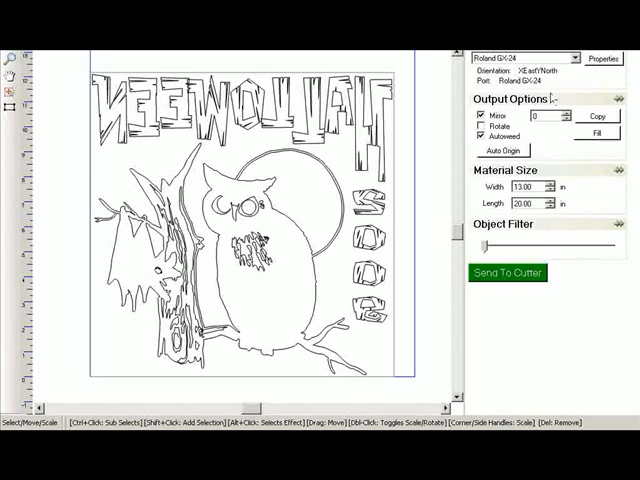 HALLOWEEN
Roland GX-24
Properties
Orientation: XEastYNorth
Port: Roland GX-24
Output Options
Mirror 0 Copy
Rotate
Autoweed Fill
Auto Origin
Material Size
Width 13.00 in
Length 20.00 in
Object Filter
Send To Cutter
Select/Move/Scale [Ctrl+Click: Sub Selects] [Shift+Click: Add Selection] [Alt+Click: Selects Effect] [Drag: Move] [Dbl-Click: Toggles Scale/Rotate] [Corner/Side Handles: Scale] [Del: Remove]